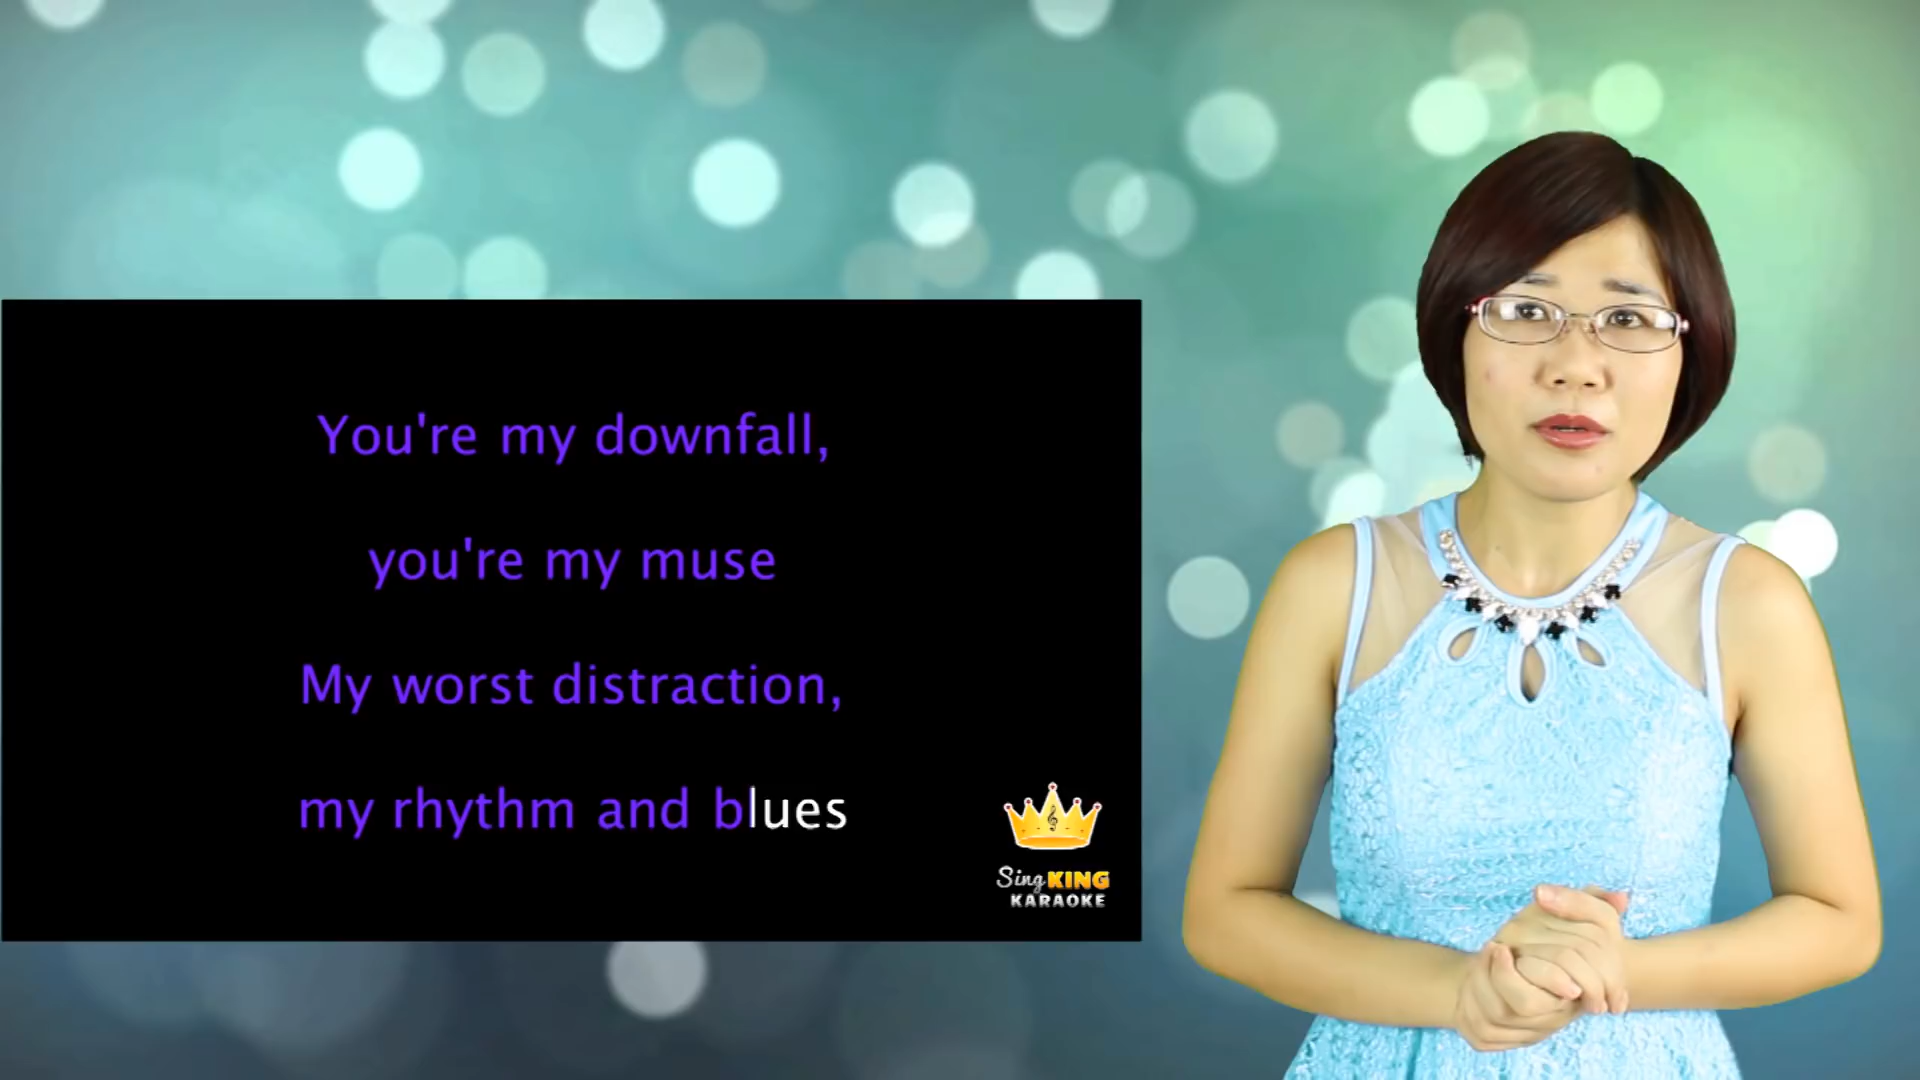 You're my downfall,
you're my muse
My worst distraction,
my rhythm and blues
Sing KING
KARAOKE